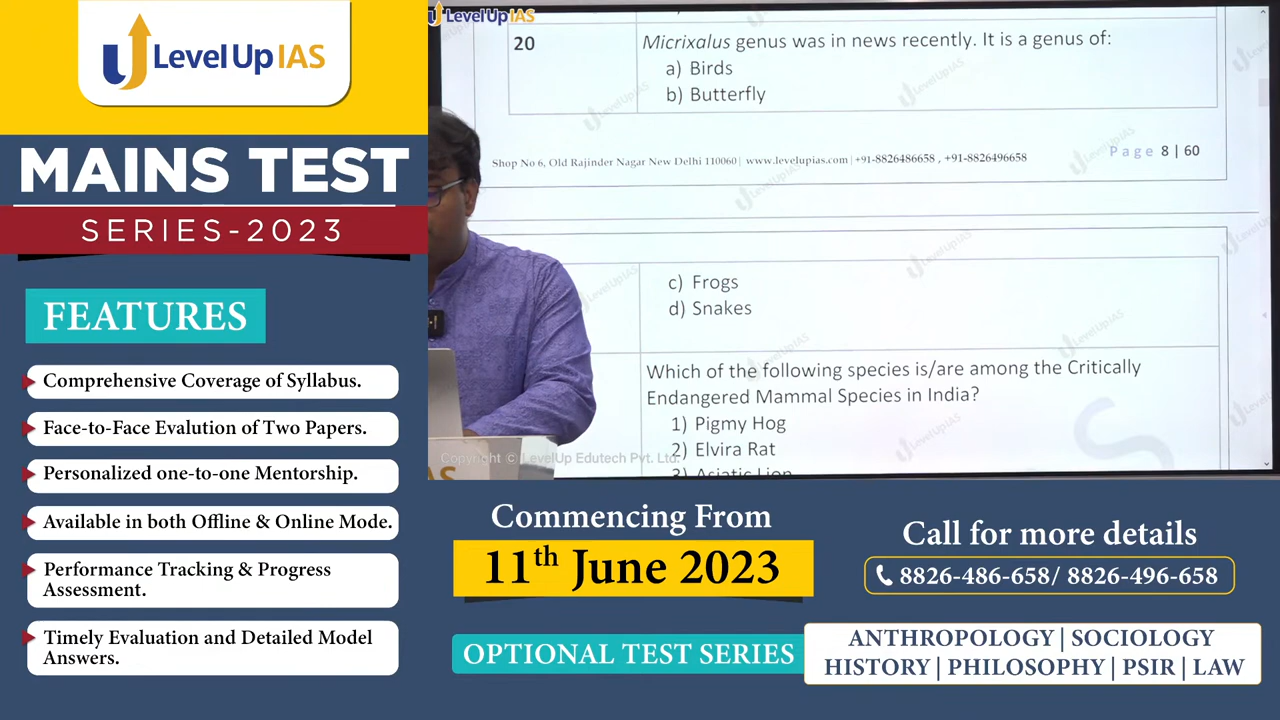 LevelUp IAS
MAINS TEST
SERIES-2023
FEATURES
Comprehensive Coverage of Syllabus.
Face-to-Face Evalution of Two Papers.
Personalized one-to-one Mentorship.
Available in both Offline & Online Mode.
Performance Tracking & Progress
Assessment.
Timely Evaluation and Detailed Model
Answers.
LevelUp IAS
20
Micrixalus genus was in news recently. It is a genus of:
a) Birds
b) Butterfly
Shop No 6, Old Rajinder Nagar New Delhi 110060| www.levelupias.com | +91-8826486658 , +91-8826496658
Page 8 | 60
c) Frogs
d) Snakes
Which of the following species is/are among the Critically
Endangered Mammal Species in India?
1) Pigmy Hog
2) Elvira Rat
3) Asiatic Lion
Copyright © LevelUp Edutech Pvt. Ltd.
Commencing From
11th June 2023
Call for more details
8826-486-658/ 8826-496-658
OPTIONAL TEST SERIES
ANTHROPOLOGY | SOCIOLOGY
HISTORY | PHILOSOPHY | PSIR | LAW